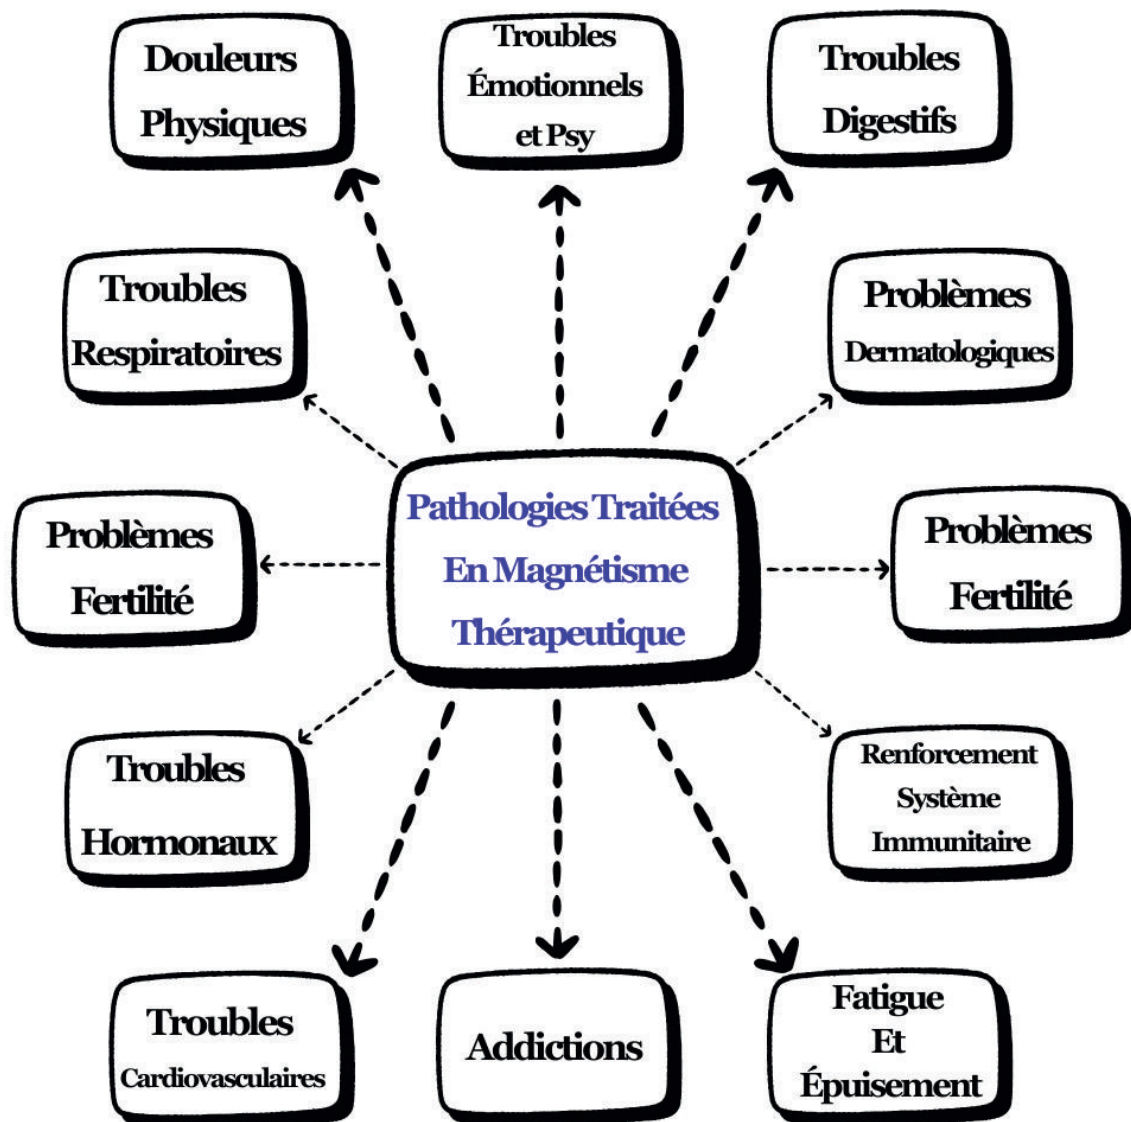 Douleurs
Physiques
Troubles
Émotionnels
et Psy
Troubles
Digestifs
Troubles
Respiratoires
Problèmes
Dermatologiques
Problèmes
Fertilité
Pathologies Traitées
En Magnétisme
Thérapeutique
Problèmes
Fertilité
Troubles
Hormonaux
Renforcement
Système
Immunitaire
Troubles
Cardiovasculaires
Addictions
Fatigue
Et
Épuisement